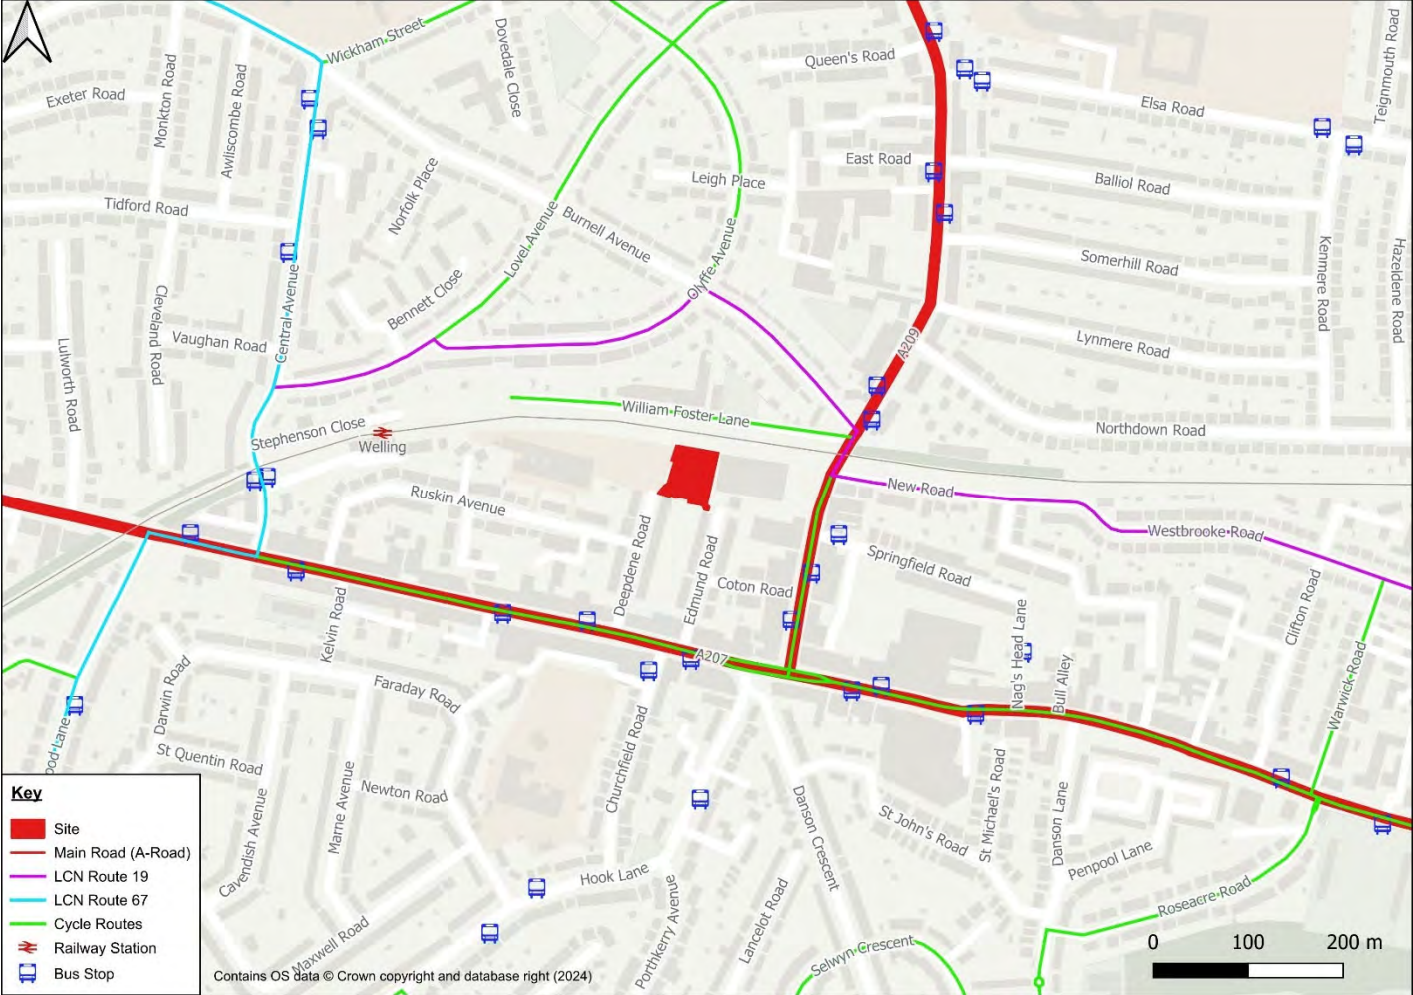 Wickham Street
Dovedale Close
Queen's Road
Teignmouth Road
Exeter Road
Monkton Road
Awliscombe Road
Elsa Road
East Road
Norfolk Place
Leigh Place
Balliol Road
Tidford Road
Lovel Avenue
Burnell Avenue
Olyffe Avenue
Somerhill Road
Kenmere Road
Hazeldene Road
Central Avenue
Bennett Close
Cleveland Road
Vaughan Road
Lulworth Road
A209
Lynmere Road
William Foster Lane
Stephenson Close
Welling
Northdown Road
Ruskin Avenue
New Road
Westbrooke Road
Deepdene Road
Edmund Road
Coton Road
Springfield Road
Clifton Road
Kelvin Road
Nag's Head Lane
Bull Alley
A207
Warwick Road
Darwin Road
Faraday Road
ood Lane
St Quentin Road
Churchfield Road
Marne Avenue
Newton Road
Cavendish Avenue
Danson Crescent
St John's Road
St Michael's Road
Danson Lane
Penpool Lane
Hook Lane
Roseacre Road
Maxwell Road
Porthkerry Avenue
Lancelot Road
Selwyn Crescent
Key
Site
Main Road (A-Road)
LCN Route 19
LCN Route 67
Cycle Routes
Railway Station
Bus Stop
Contains OS data © Crown copyright and database right (2024)
0 100 200 m